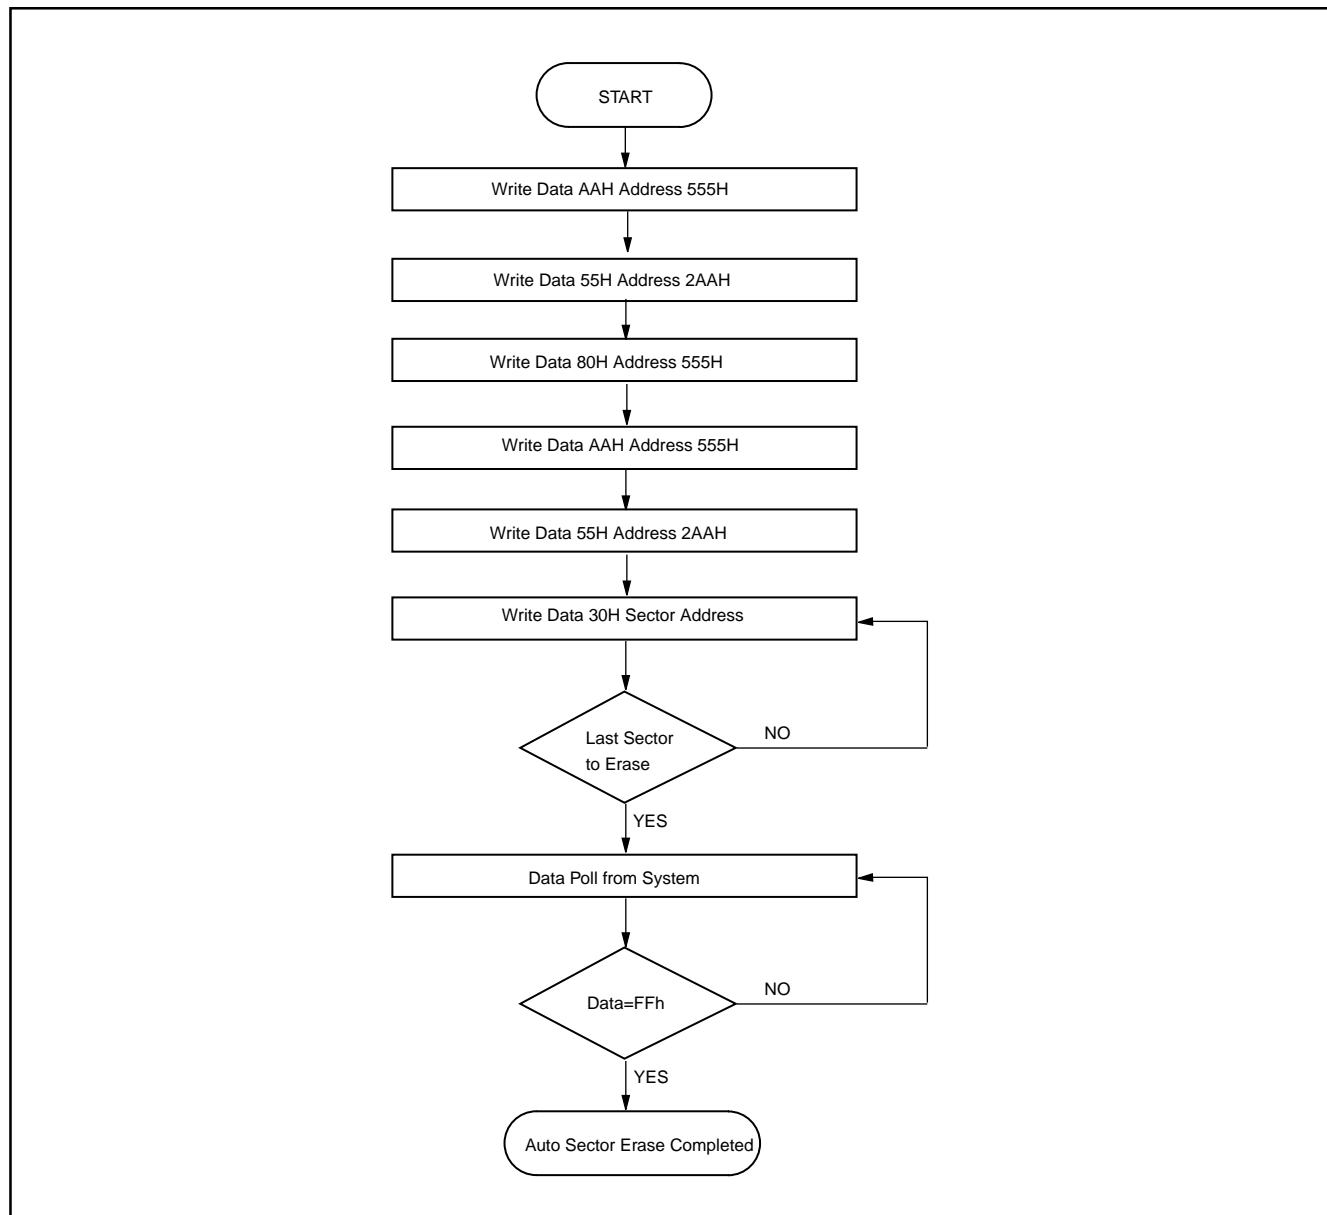 START
Write Data AAH Address 555H
Write Data 55H Address 2AAH
Write Data 80H Address 555H
Write Data AAH Address 555H
Write Data 55H Address 2AAH
Write Data 30H Sector Address
Last Sector
to Erase
NO
YES
Data Poll from System
Data=FFh
NO
YES
Auto Sector Erase Completed